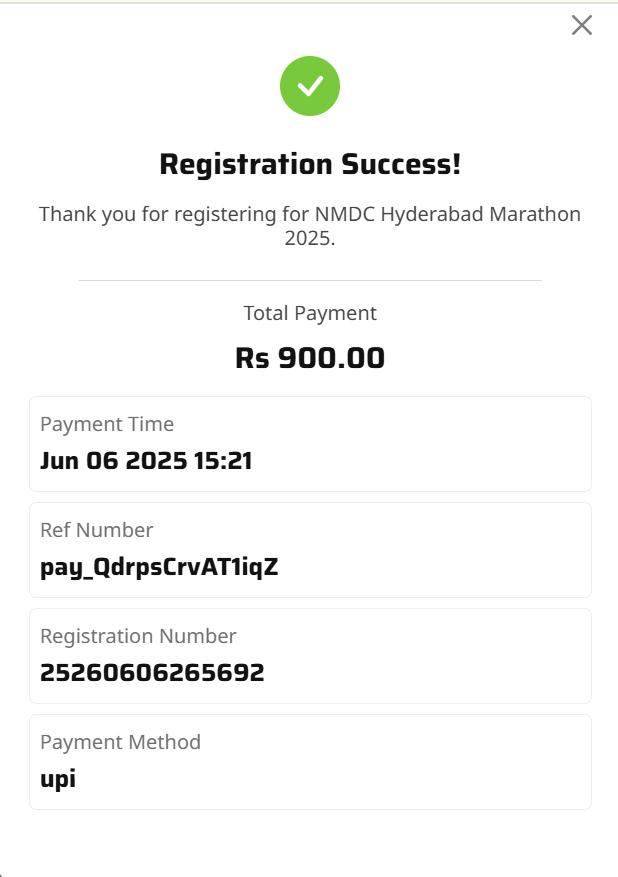 Registration Success!
Thank you for registering for NMDC Hyderabad Marathon
2025.
Total Payment
Rs 900.00
Payment Time
Jun 06 2025 15:21
Ref Number
pay_QdrpsCrvAT1iqZ
Registration Number
25260606265692
Payment Method
upi